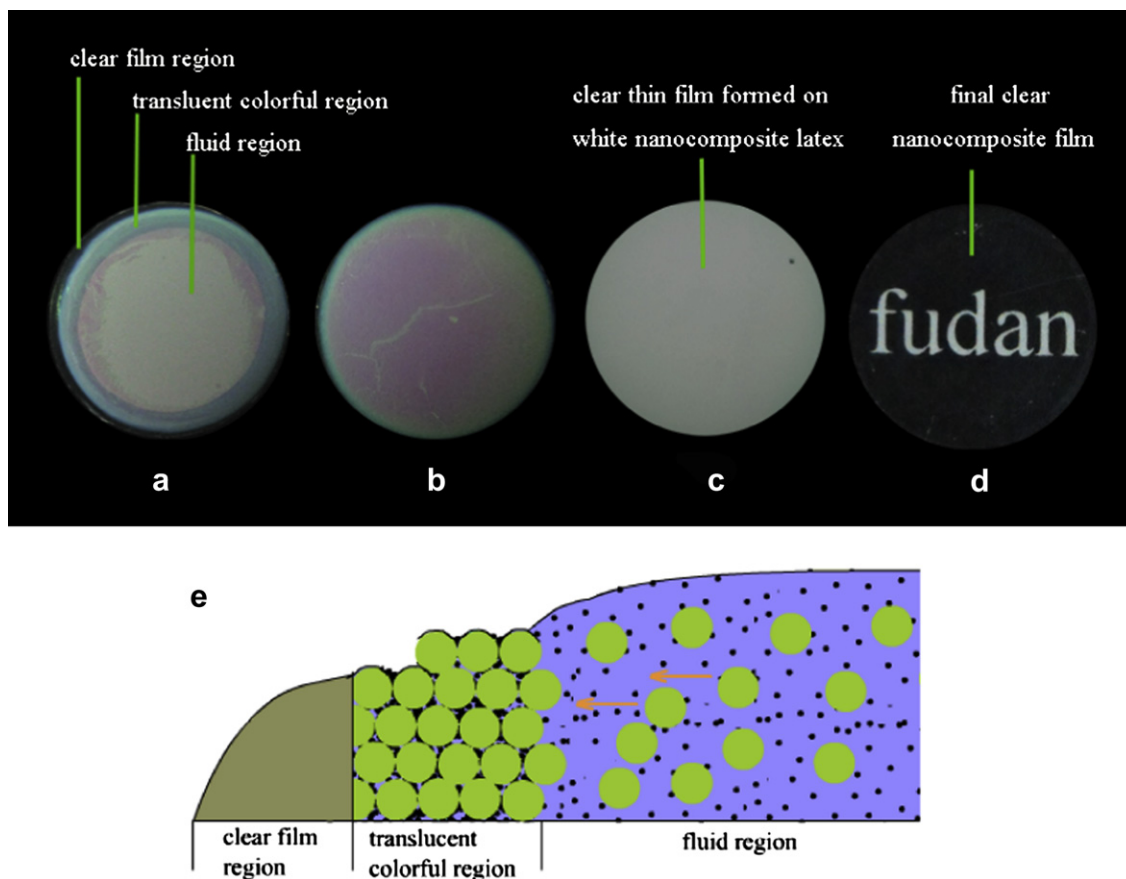 clear film region
transluent colorful region
fluid region
clear thin film formed on
white nanocomposite latex
final clear
nanocomposite film
fudan
a
b
c
d
e
clear film
region
translucent
colorful region
fluid region